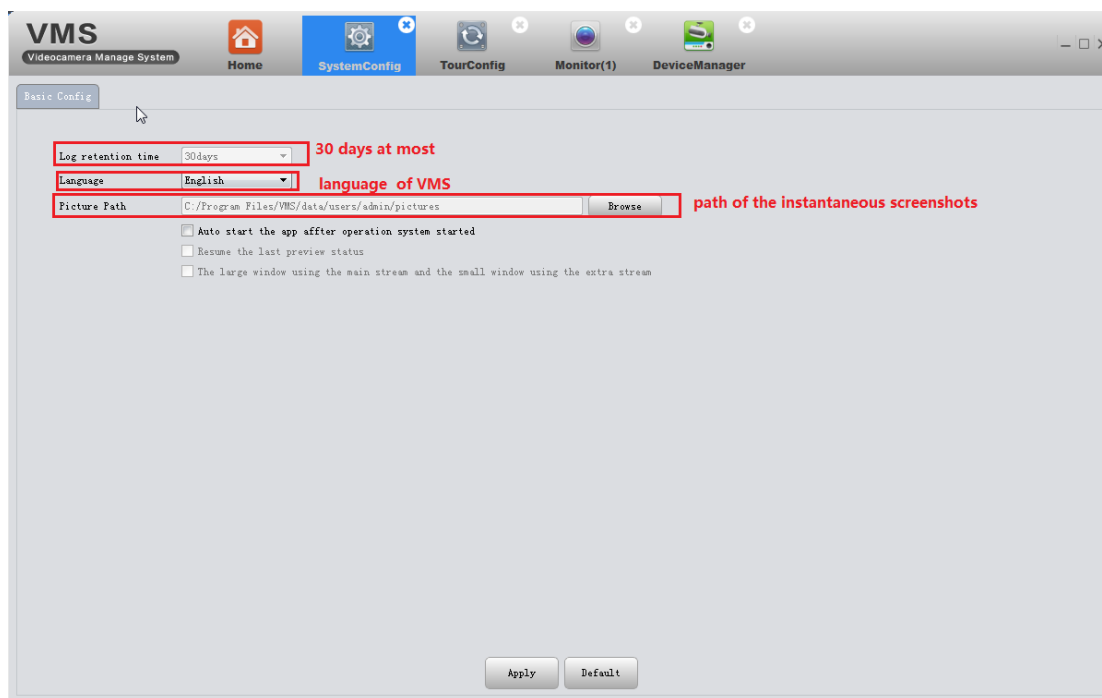 VMS
Videocamera Manage System
Home
SystemConfig
TourConfig
Monitor(1)
DeviceManager
Basic Config
Log retention time 30days 30 days at most
Language English language of VMS
Picture Path C:/Program Files/VMS/data/users/admin/pictures Browse path of the instantaneous screenshots
Auto start the app affter operation system started
Resume the last preview status
The large window using the main stream and the small window using the extra stream
Apply Default